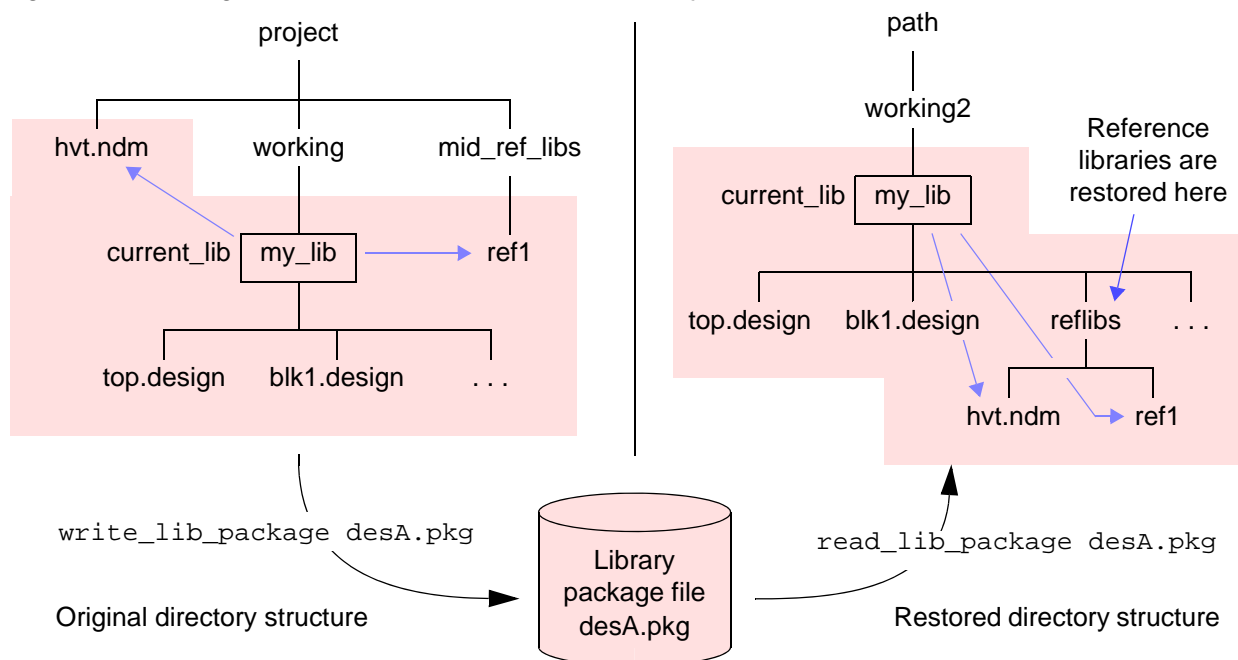 project
hvt.ndm working mid_ref_libs
current_lib my_lib ref1
top.design blk1.design . . .
write_lib_package desA.pkg
Original directory structure
Library
package file
desA.pkg
path
working2
Reference
libraries are
restored here
current_lib my_lib
top.design blk1.design reflibs . . .
hvt.ndm ref1
read_lib_package desA.pkg
Restored directory structure